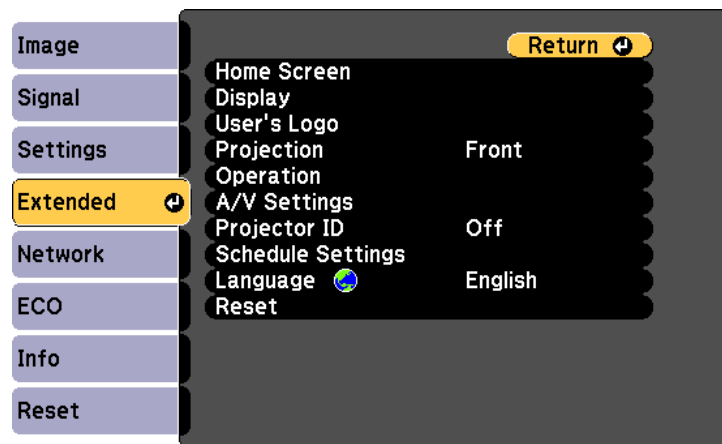 Image
Signal
Settings
Extended
Network
ECO
Info
Reset
Return
Home Screen
Display
User's Logo
Projection Front
Operation
A/V Settings
Projector ID Off
Schedule Settings
Language English
Reset